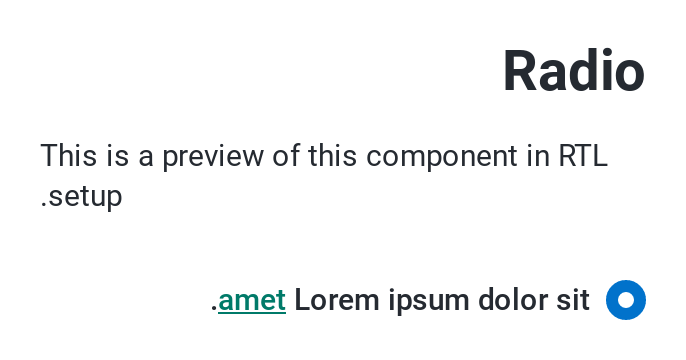 Radio
This is a preview of this component in RTL
.setup
.amet Lorem ipsum dolor sit